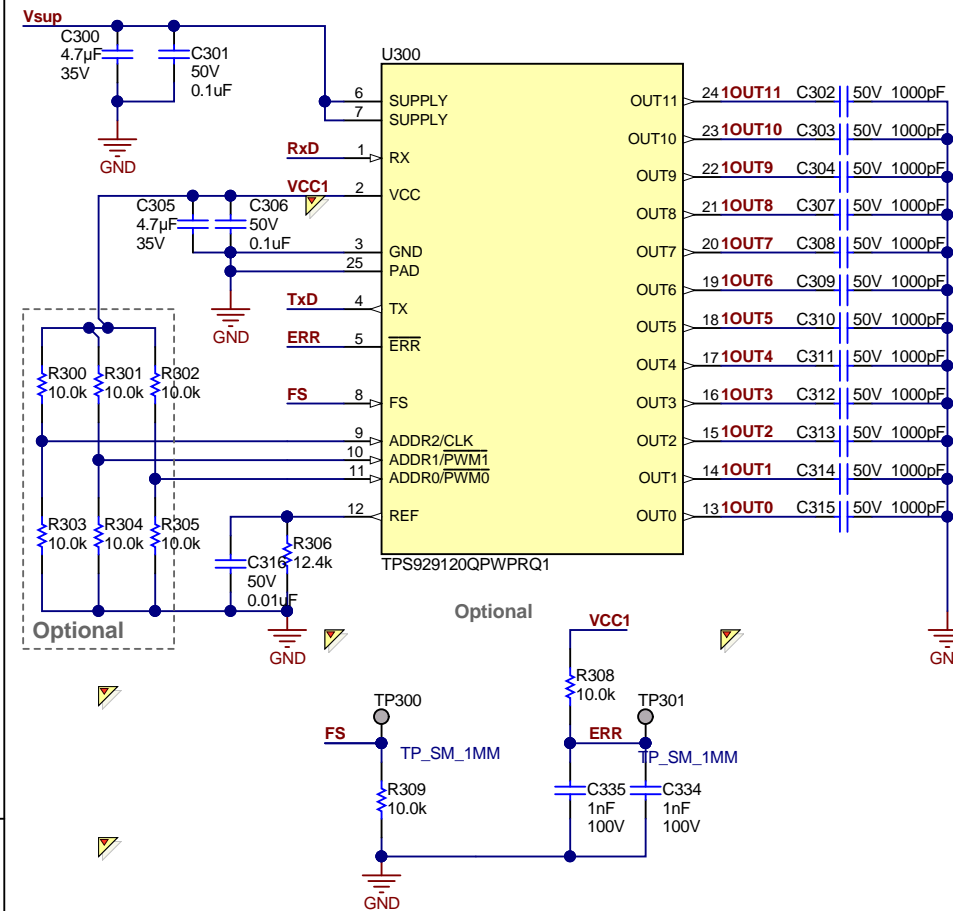 Vsup
C300
4.7µF
35V
C301
50V
0.1uF
U300
6 SUPPLY
7 SUPPLY
RxD 1 RX
VCC1 2 VCC
C305
4.7µF
35V
C306
50V
0.1uF
3 GND
25 PAD
TxD 4 TX
ERR 5 ERR
FS 8 FS
9 ADDR2/CLK
10 ADDR1/PWM1
11 ADDR0/PWM0
12 REF
GND
GND
R300
10.0k
R301
10.0k
R302
10.0k
R303
10.0k
R304
10.0k
R305
10.0k
Optional
C316
50V
0.01uF
R306
12.4k
GND
TPS929120QPWPRQ1
OUT11 24 1OUT11 C302 50V 1000pF
OUT10 23 1OUT10 C303 50V 1000pF
OUT9 22 1OUT9 C304 50V 1000pF
OUT8 21 1OUT8 C307 50V 1000pF
OUT7 20 1OUT7 C308 50V 1000pF
OUT6 19 1OUT6 C309 50V 1000pF
OUT5 18 1OUT5 C310 50V 1000pF
OUT4 17 1OUT4 C311 50V 1000pF
OUT3 16 1OUT3 C312 50V 1000pF
OUT2 15 1OUT2 C313 50V 1000pF
OUT1 14 1OUT1 C314 50V 1000pF
OUT0 13 1OUT0 C315 50V 1000pF
Optional
VCC1
R308
10.0k
TP300
FS
TP_SM_1MM
R309
10.0k
GND
TP301
ERR
TP_SM_1MM
C335
1nF
100V
C334
1nF
100V